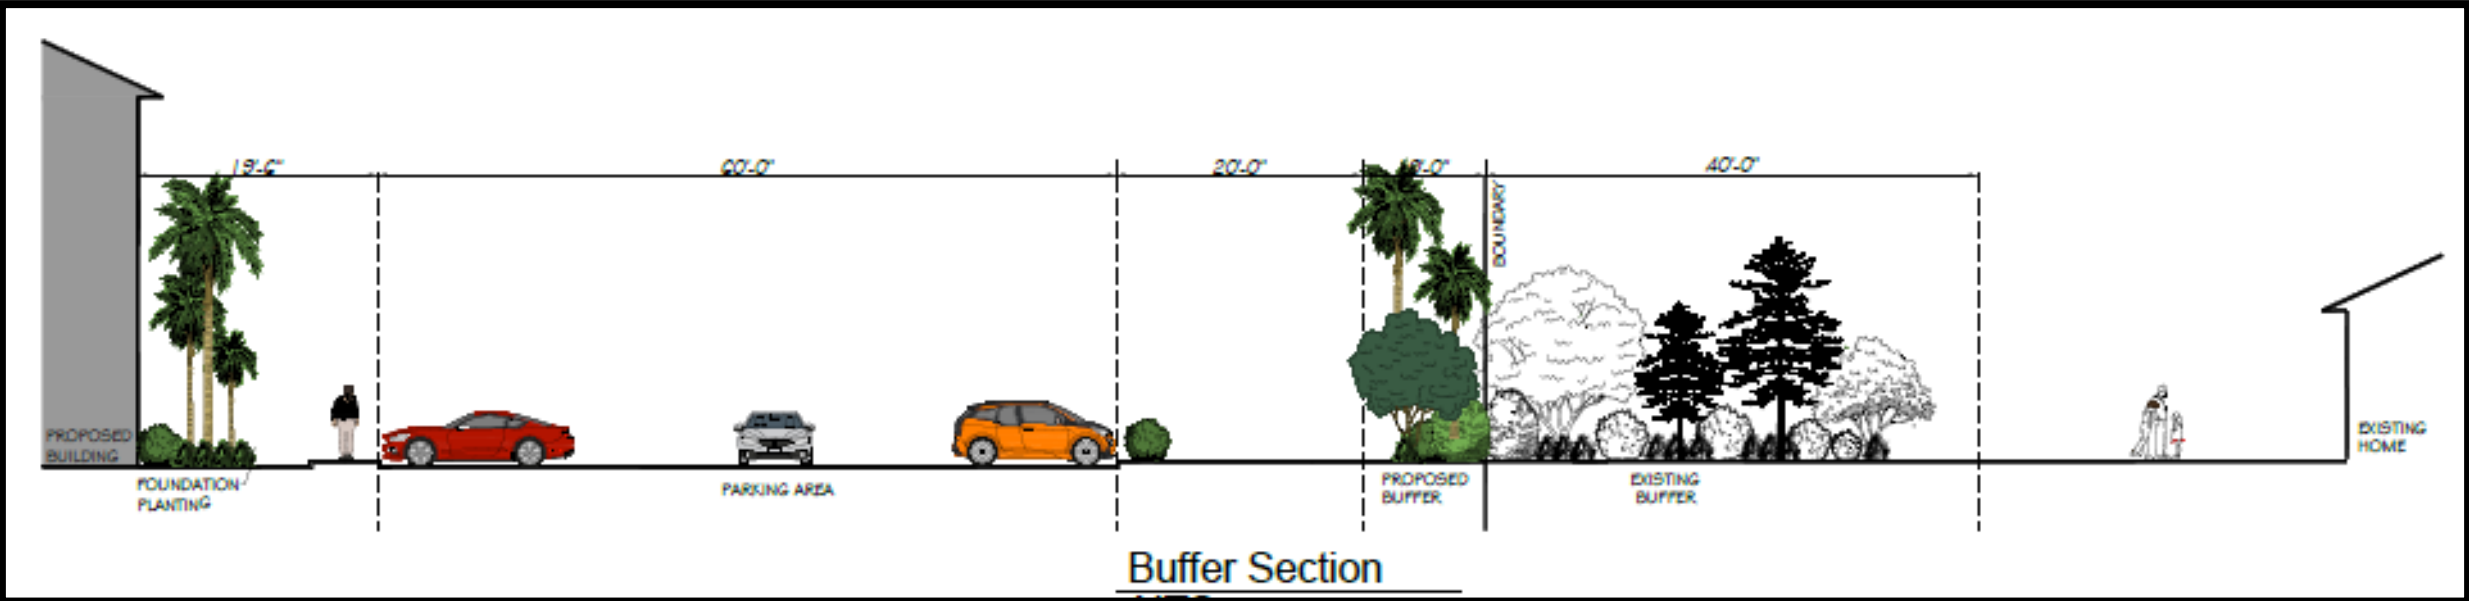 19'-6"
60'-0"
20'-0"
40'-0"
BOUNDARY
PROPOSED
BUILDING
FOUNDATION
PLANTING
PARKING AREA
PROPOSED
BUFFER
EXISTING
BUFFER
EXISTING
HOME
Buffer Section